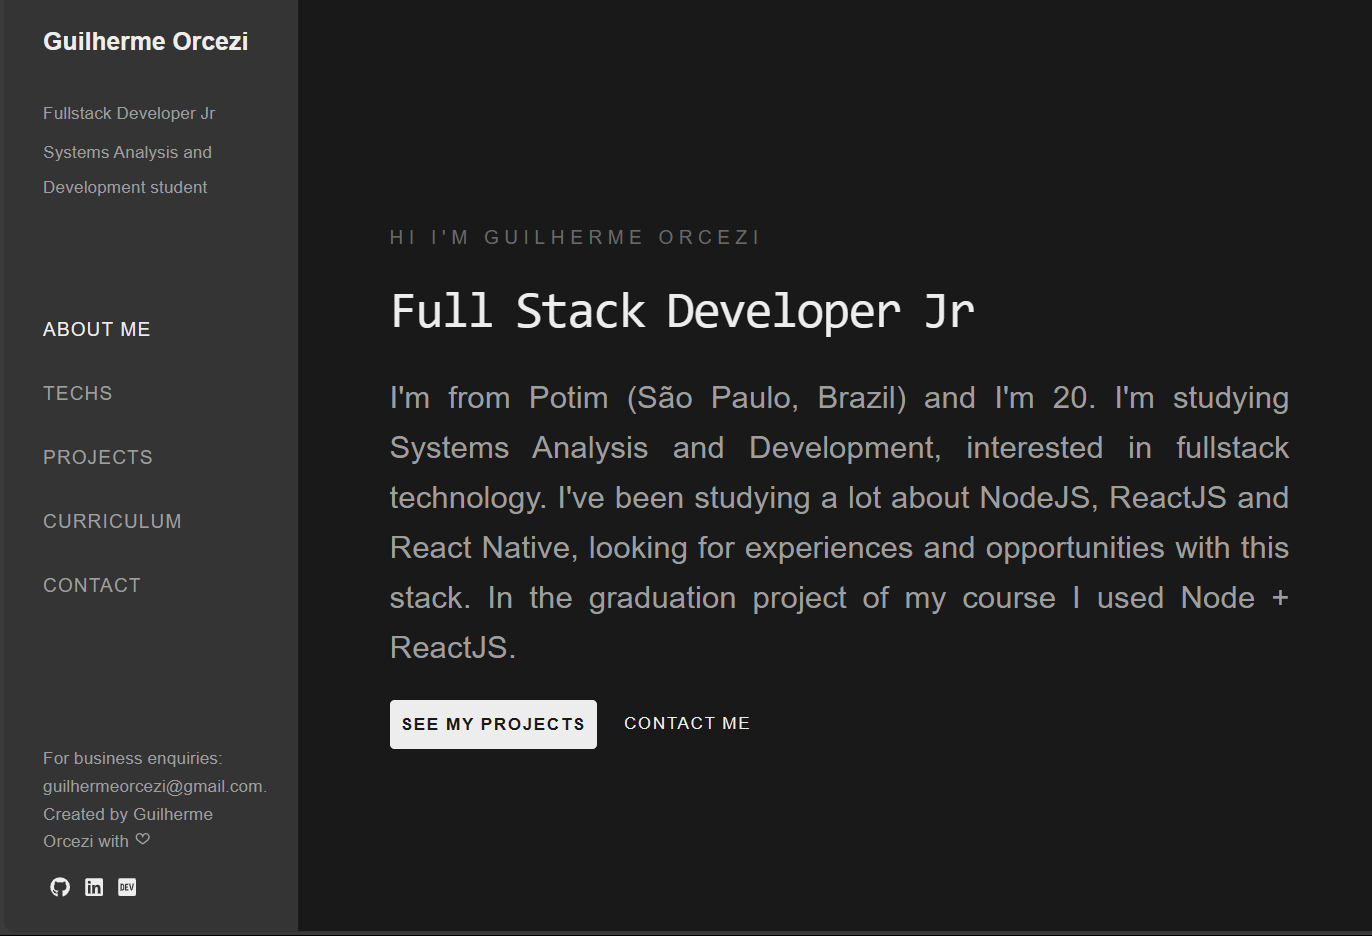 Guilherme Orcezi
Fullstack Developer Jr
Systems Analysis and
Development student
ABOUT ME
TECHS
PROJECTS
CURRICULUM
CONTACT
For business enquiries:
guilhermeorcezi@gmail.com.
Created by Guilherme
Orcezi with ♡
in DEV
HI I'M GUILHERME ORCEZI
Full Stack Developer Jr
I'm from Potim (São Paulo, Brazil) and I'm 20. I'm studying
Systems Analysis and Development, interested in fullstack
technology. I've been studying a lot about NodeJS, ReactJS and
React Native, looking for experiences and opportunities with this
stack. In the graduation project of my course I used Node +
ReactJS.
SEE MY PROJECTS CONTACT ME